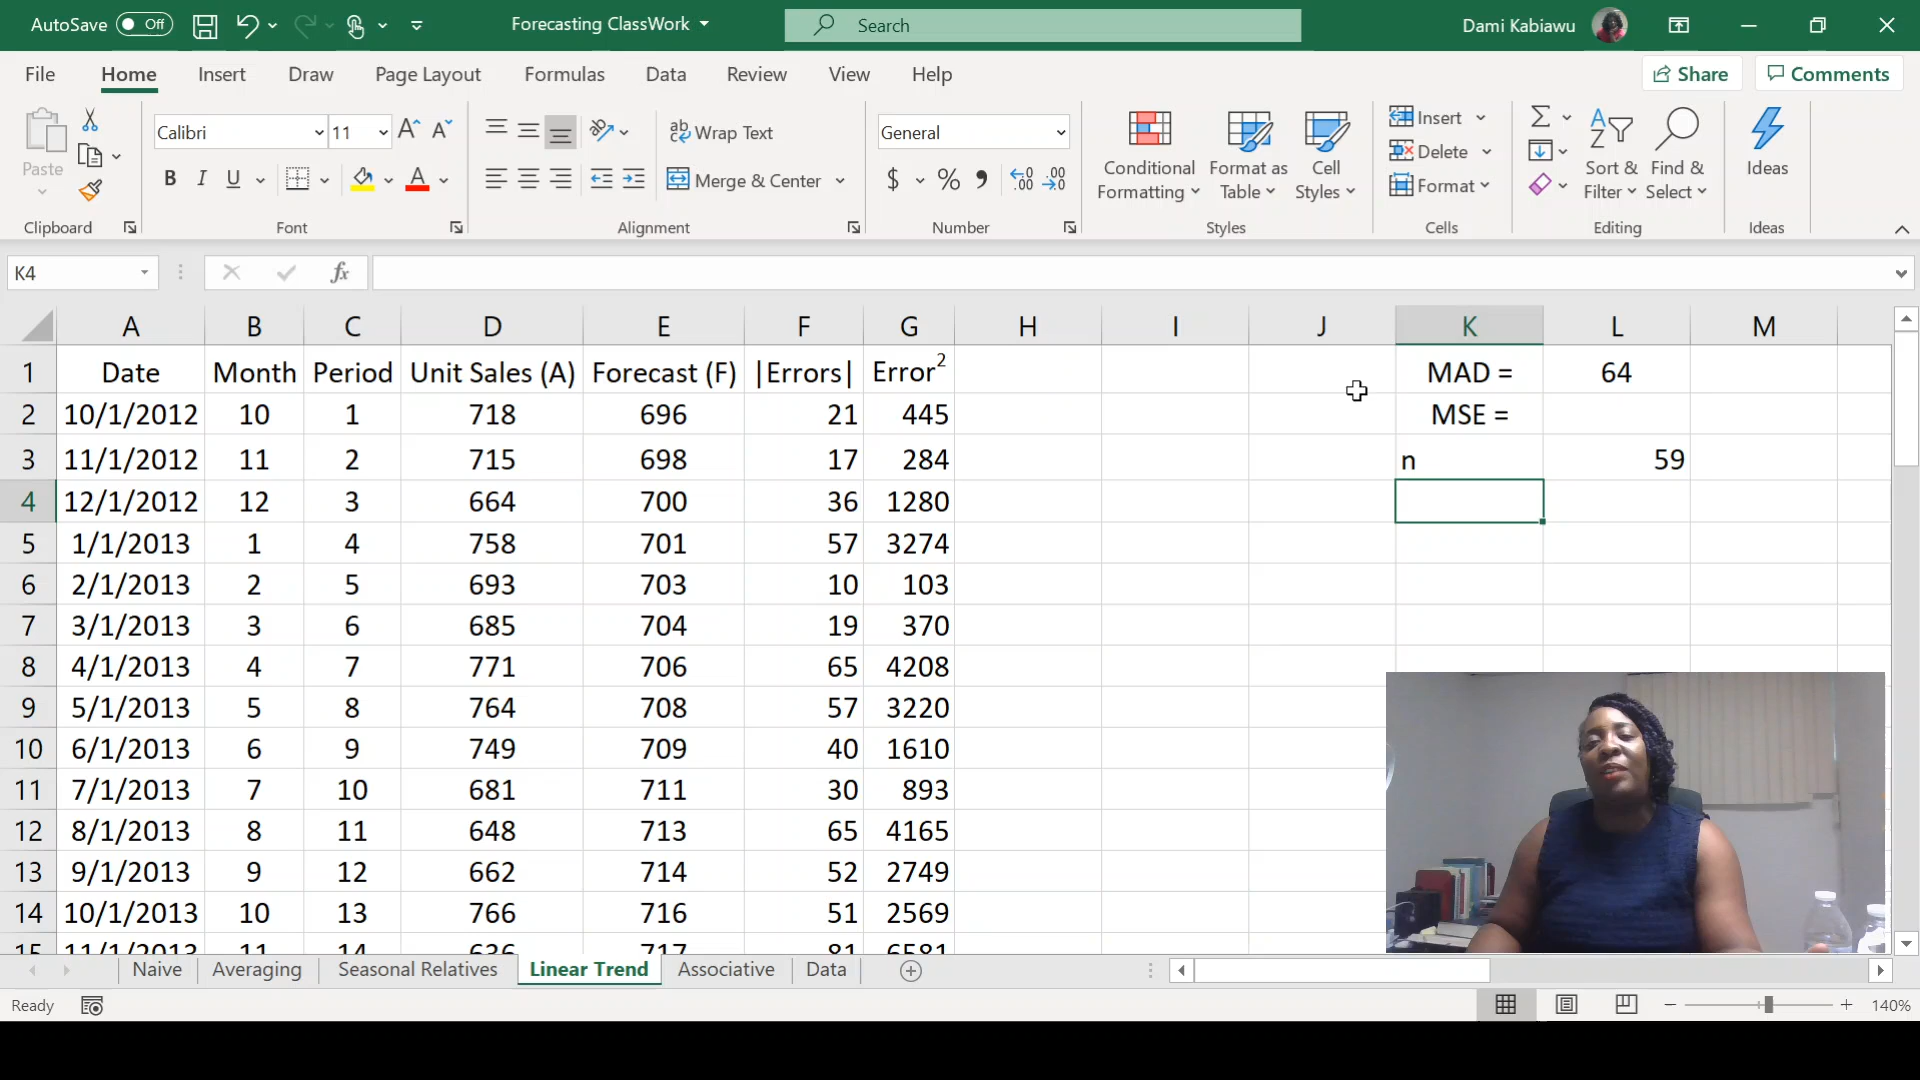 AutoSave Off Forecasting ClassWork Search Dami Kabiawu
File Home Insert Draw Page Layout Formulas Data Review View Help Share Comments
Paste
Clipboard
Calibri 11
B I U
Font
Wrap Text
Merge & Center
Alignment
General
$ % 9
Number
Conditional Formatting
Format as Table
Cell Styles
Styles
Insert
Delete
Format
Cells
Sort & Filter
Find & Select
Editing
Ideas
Ideas
K4 fx
A B C D E F G H I J K L M
1 Date Month Period Unit Sales (A) Forecast (F) |Errors| Error² MAD = 64
2 10/1/2012 10 1 718 696 21 445 MSE =
3 11/1/2012 11 2 715 698 17 284 n 59
4 12/1/2012 12 3 664 700 36 1280
5 1/1/2013 1 4 758 701 57 3274
6 2/1/2013 2 5 693 703 10 103
7 3/1/2013 3 6 685 704 19 370
8 4/1/2013 4 7 771 706 65 4208
9 5/1/2013 5 8 764 708 57 3220
10 6/1/2013 6 9 749 709 40 1610
11 7/1/2013 7 10 681 711 30 893
12 8/1/2013 8 11 648 713 65 4165
13 9/1/2013 9 12 662 714 52 2749
14 10/1/2013 10 13 766 716 51 2569
15 11/1/2013 11 14 636 717 81 6581
Naive Averaging Seasonal Relatives Linear Trend Associative Data
Ready 140%